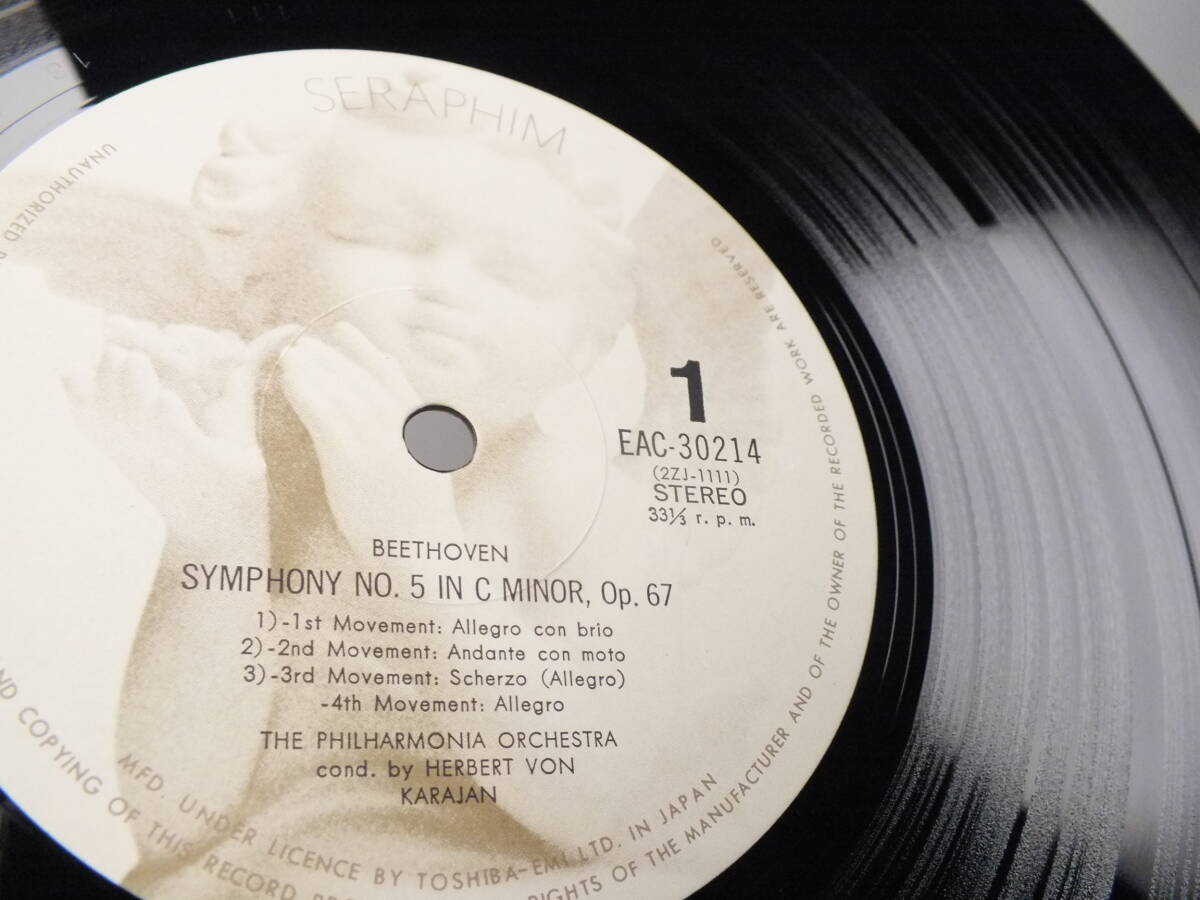 SERAPHIM
1
EAC-30214
(2ZJ-1111)
STEREO
33⅓ r. p. m.
BEETHOVEN
SYMPHONY NO. 5 IN C MINOR, Op. 67
1)-1st Movement: Allegro con brio
2)-2nd Movement: Andante con moto
3)-3rd Movement: Scherzo (Allegro)
-4th Movement: Allegro
THE PHILHARMONIA ORCHESTRA
cond. by HERBERT VON
KARAJAN
MFD. UNDER LICENCE BY TOSHIBA-EMI LTD. IN JAPAN
RIGHTS OF THE MANUFACTURER AND OF THE OWNER OF THE RECORDED WORK ARE RESERVED
UNAUTHORIZED
COPYING OF THIS RECORD